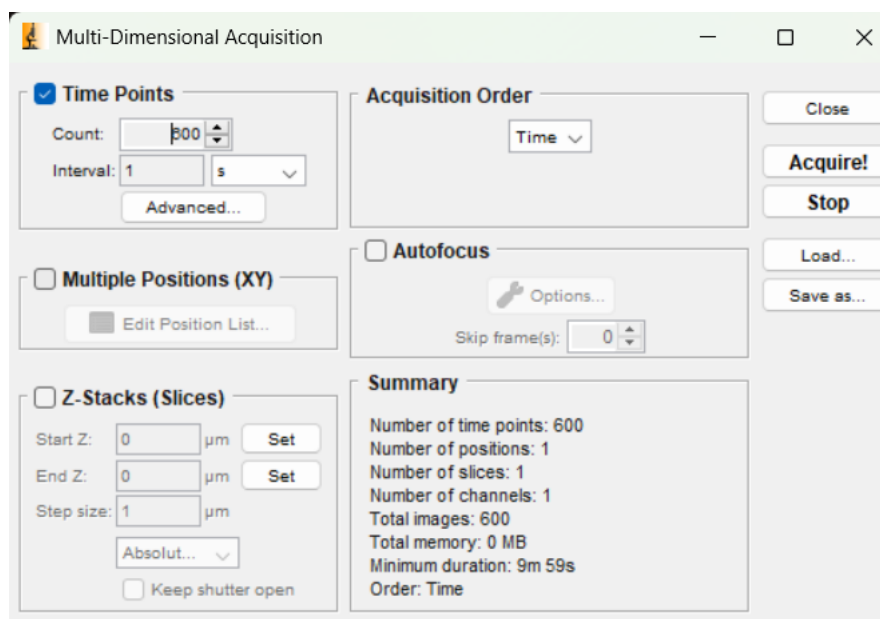 Multi-Dimensional Acquisition
Time Points
Count: 600
Interval: 1 s
Advanced...
Multiple Positions (XY)
Edit Position List...
Z-Stacks (Slices)
Start Z: 0 µm Set
End Z: 0 µm Set
Step size: 1 µm
Absolut...
Keep shutter open
Acquisition Order
Time
Autofocus
Options...
Skip frame(s): 0
Summary
Number of time points: 600
Number of positions: 1
Number of slices: 1
Number of channels: 1
Total images: 600
Total memory: 0 MB
Minimum duration: 9m 59s
Order: Time
Close
Acquire!
Stop
Load...
Save as...